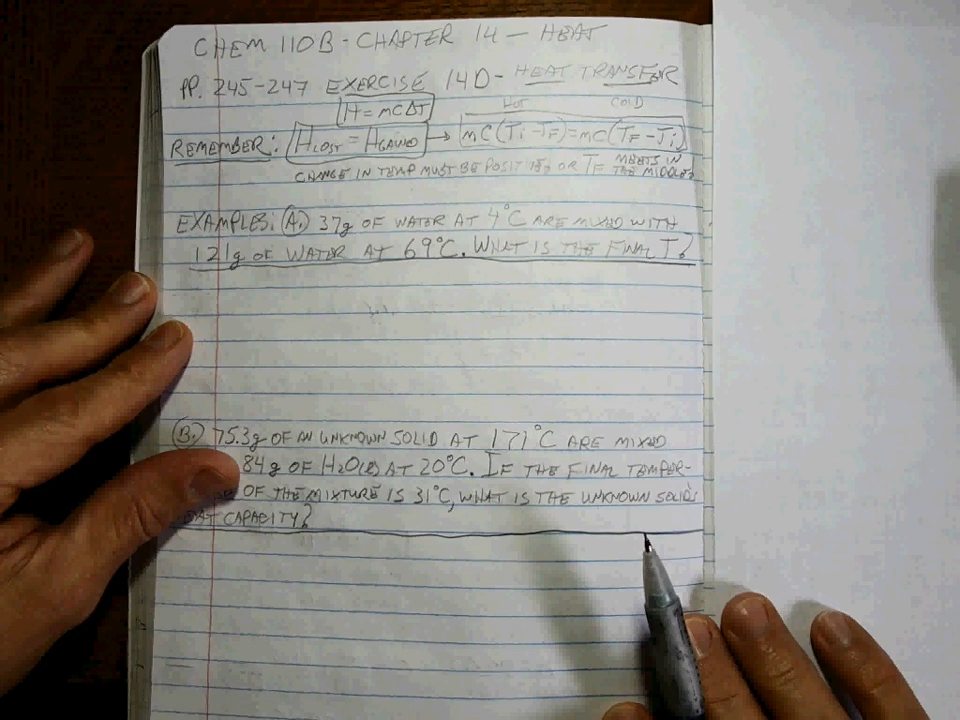 CHEM 110B - CHAPTER 14 - HEAT
PP. 245-247 EXERCISE 14D - HEAT TRANSFER
H = mCΔT HOT COLD
REMEMBER: H LOST = H GAINED → mC(Ti - TF) = mC(TF - Ti)
CHANGE IN TEMP MUST BE POSITIVE, OR TF MEETS IN THE MIDDLE
EXAMPLES: A. 37g OF WATER AT 4°C ARE MIXED WITH
121g OF WATER AT 69°C. WHAT IS THE FINAL T?
B. 75.3g OF AN UNKNOWN SOLID AT 171°C ARE MIXED
84g OF H2O(l) AT 20°C. IF THE FINAL TEMPER-
OF THE MIXTURE IS 31°C, WHAT IS THE UNKNOWN SOLID'S
CAPACITY?